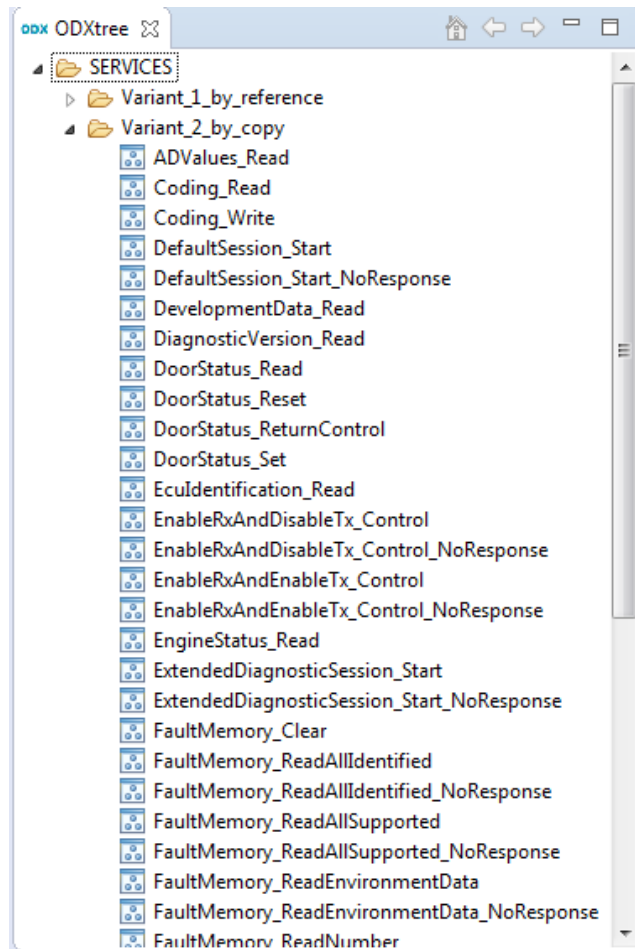 ODX ODXtree
SERVICES
Variant_1_by_reference
Variant_2_by_copy
ADValues_Read
Coding_Read
Coding_Write
DefaultSession_Start
DefaultSession_Start_NoResponse
DevelopmentData_Read
DiagnosticVersion_Read
DoorStatus_Read
DoorStatus_Reset
DoorStatus_ReturnControl
DoorStatus_Set
EcuIdentification_Read
EnableRxAndDisableTx_Control
EnableRxAndDisableTx_Control_NoResponse
EnableRxAndEnableTx_Control
EnableRxAndEnableTx_Control_NoResponse
EngineStatus_Read
ExtendedDiagnosticSession_Start
ExtendedDiagnosticSession_Start_NoResponse
FaultMemory_Clear
FaultMemory_ReadAllIdentified
FaultMemory_ReadAllIdentified_NoResponse
FaultMemory_ReadAllSupported
FaultMemory_ReadAllSupported_NoResponse
FaultMemory_ReadEnvironmentData
FaultMemory_ReadEnvironmentData_NoResponse
FaultMemory_ReadNumber